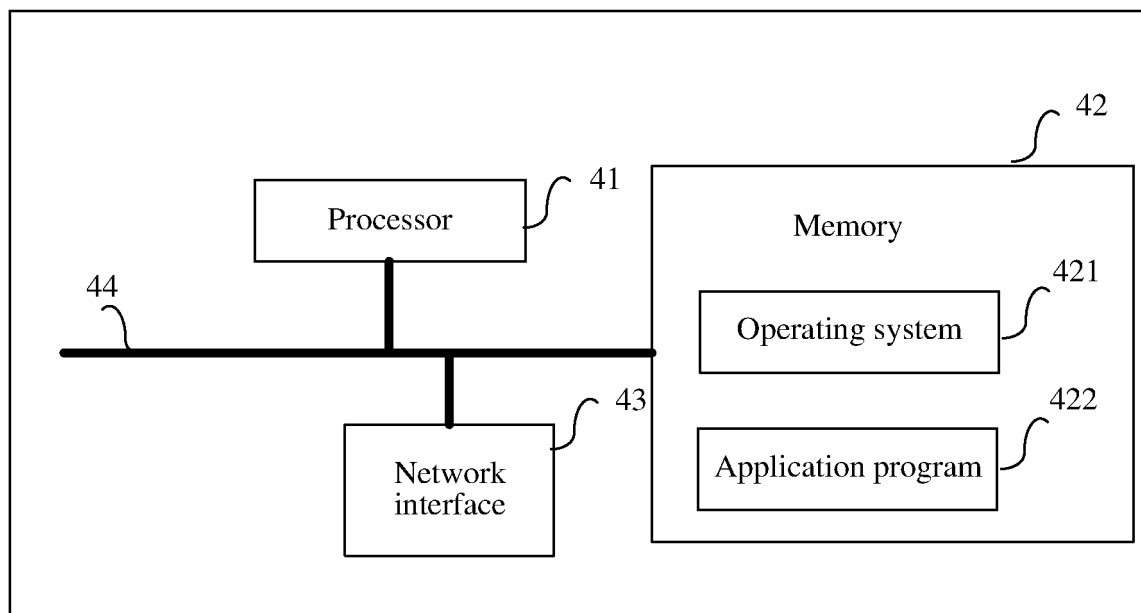 42
41
Processor
Memory
44
421
Operating system
43
422
Network
interface
Application program